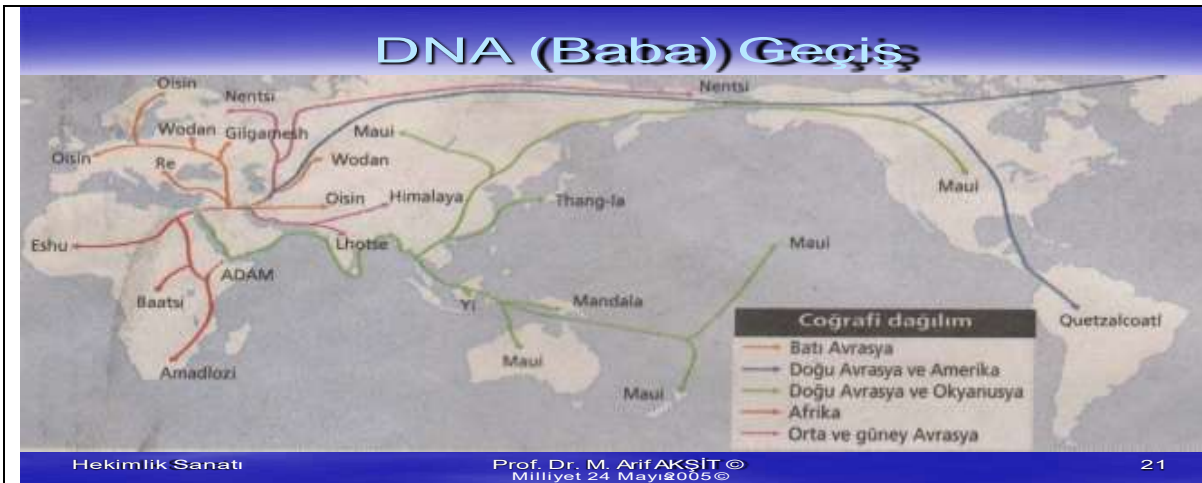 DNA (Baba) Geçiş
Oisin
Nentsi
Nentsi
Wodan
Gilgamesh
Maui
Oisin
Re
Wodan
Maui
Oisin
Himalaya
Thang-la
Eshu
Lhotse
Maui
ADAM
Baatsi
Yi
Mandala
Quetzalcoatl
Maui
Amadlozi
Maui
Coğrafi dağılım
Batı Avrasya
Doğu Avrasya ve Amerika
Doğu Avrasya ve Okyanusya
Afrika
Orta ve güney Avrasya
Hekimlik Sanatı
Prof. Dr. M. Arif AKŞİT ©
Milliyet 24 Mayıs2005©
21